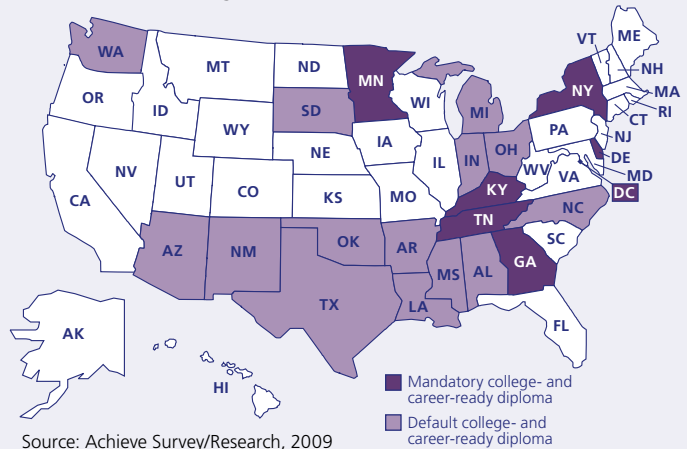 WA
MT
ND
MN
VT
ME
OR
ID
SD
WI
MI
NY
NH
MA
RI
CT
WY
IA
PA
NJ
NV
NE
IL
IN
OH
DE
MD
CA
UT
CO
KS
MO
WV
VA
DC
KY
NC
AZ
NM
OK
AR
TN
SC
MS
AL
GA
TX
LA
FL
AK
HI
Mandatory college- and
career-ready diploma
Default college- and
career-ready diploma
Source: Achieve Survey/Research, 2009